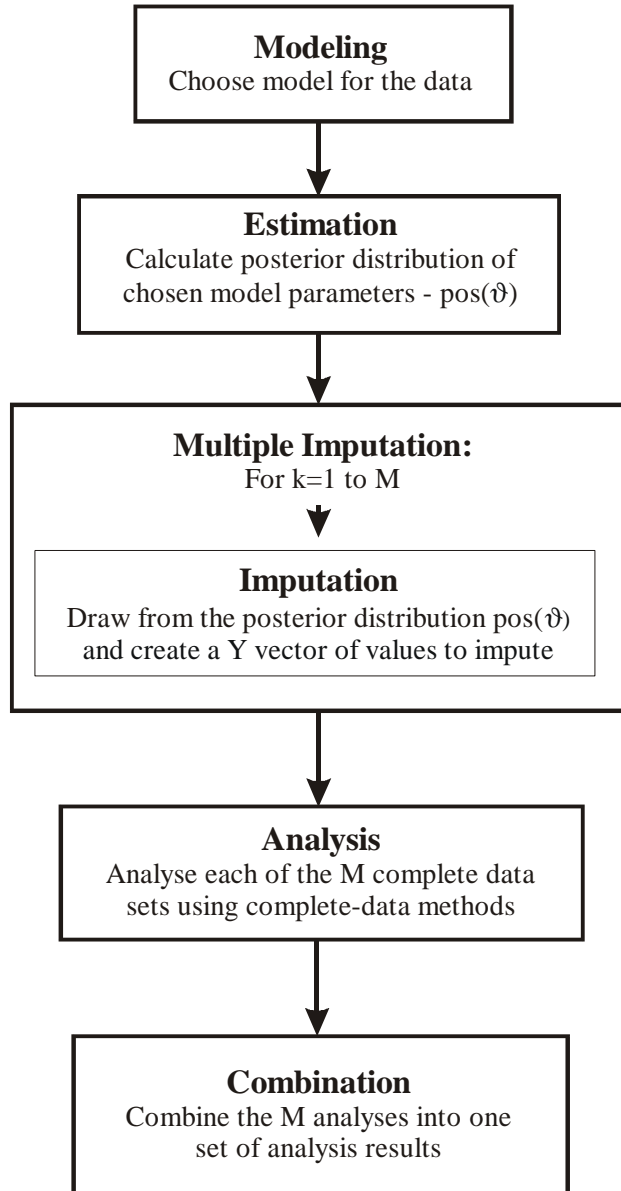 Modeling
Choose model for the data
Estimation
Calculate posterior distribution of
chosen model parameters - pos(ϑ)
Multiple Imputation:
For k=1 to M
Imputation
Draw from the posterior distribution pos(ϑ)
and create a Y vector of values to impute
Analysis
Analyse each of the M complete data
sets using complete-data methods
Combination
Combine the M analyses into one
set of analysis results